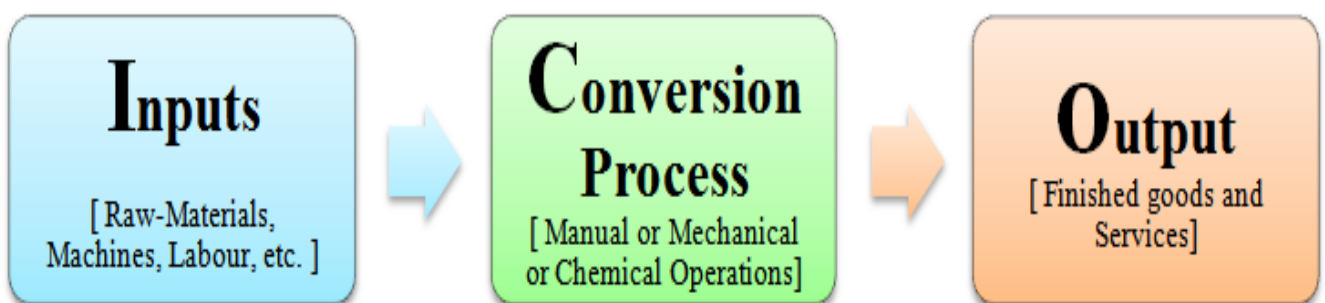 Inputs
[ Raw-Materials,
Machines, Labour, etc. ]
Conversion
Process
[ Manual or Mechanical
or Chemical Operations]
Output
[ Finished goods and
Services]